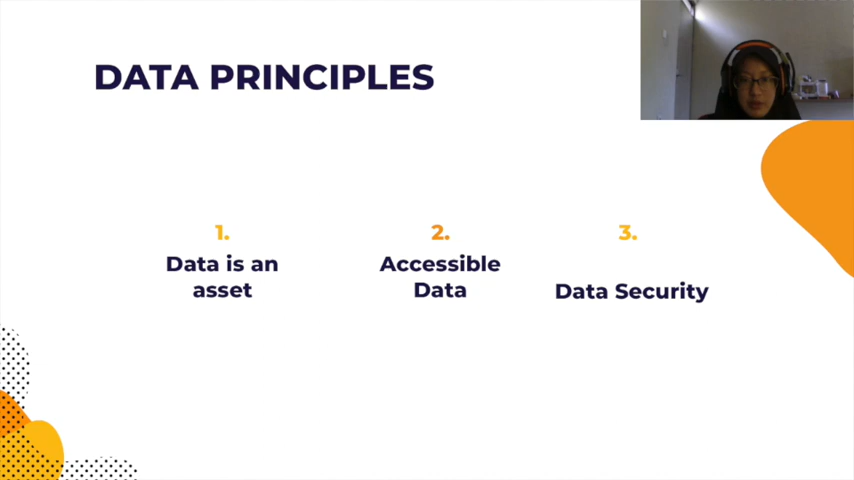 DATA PRINCIPLES
1.
Data is an
asset
2.
Accessible
Data
3.
Data Security